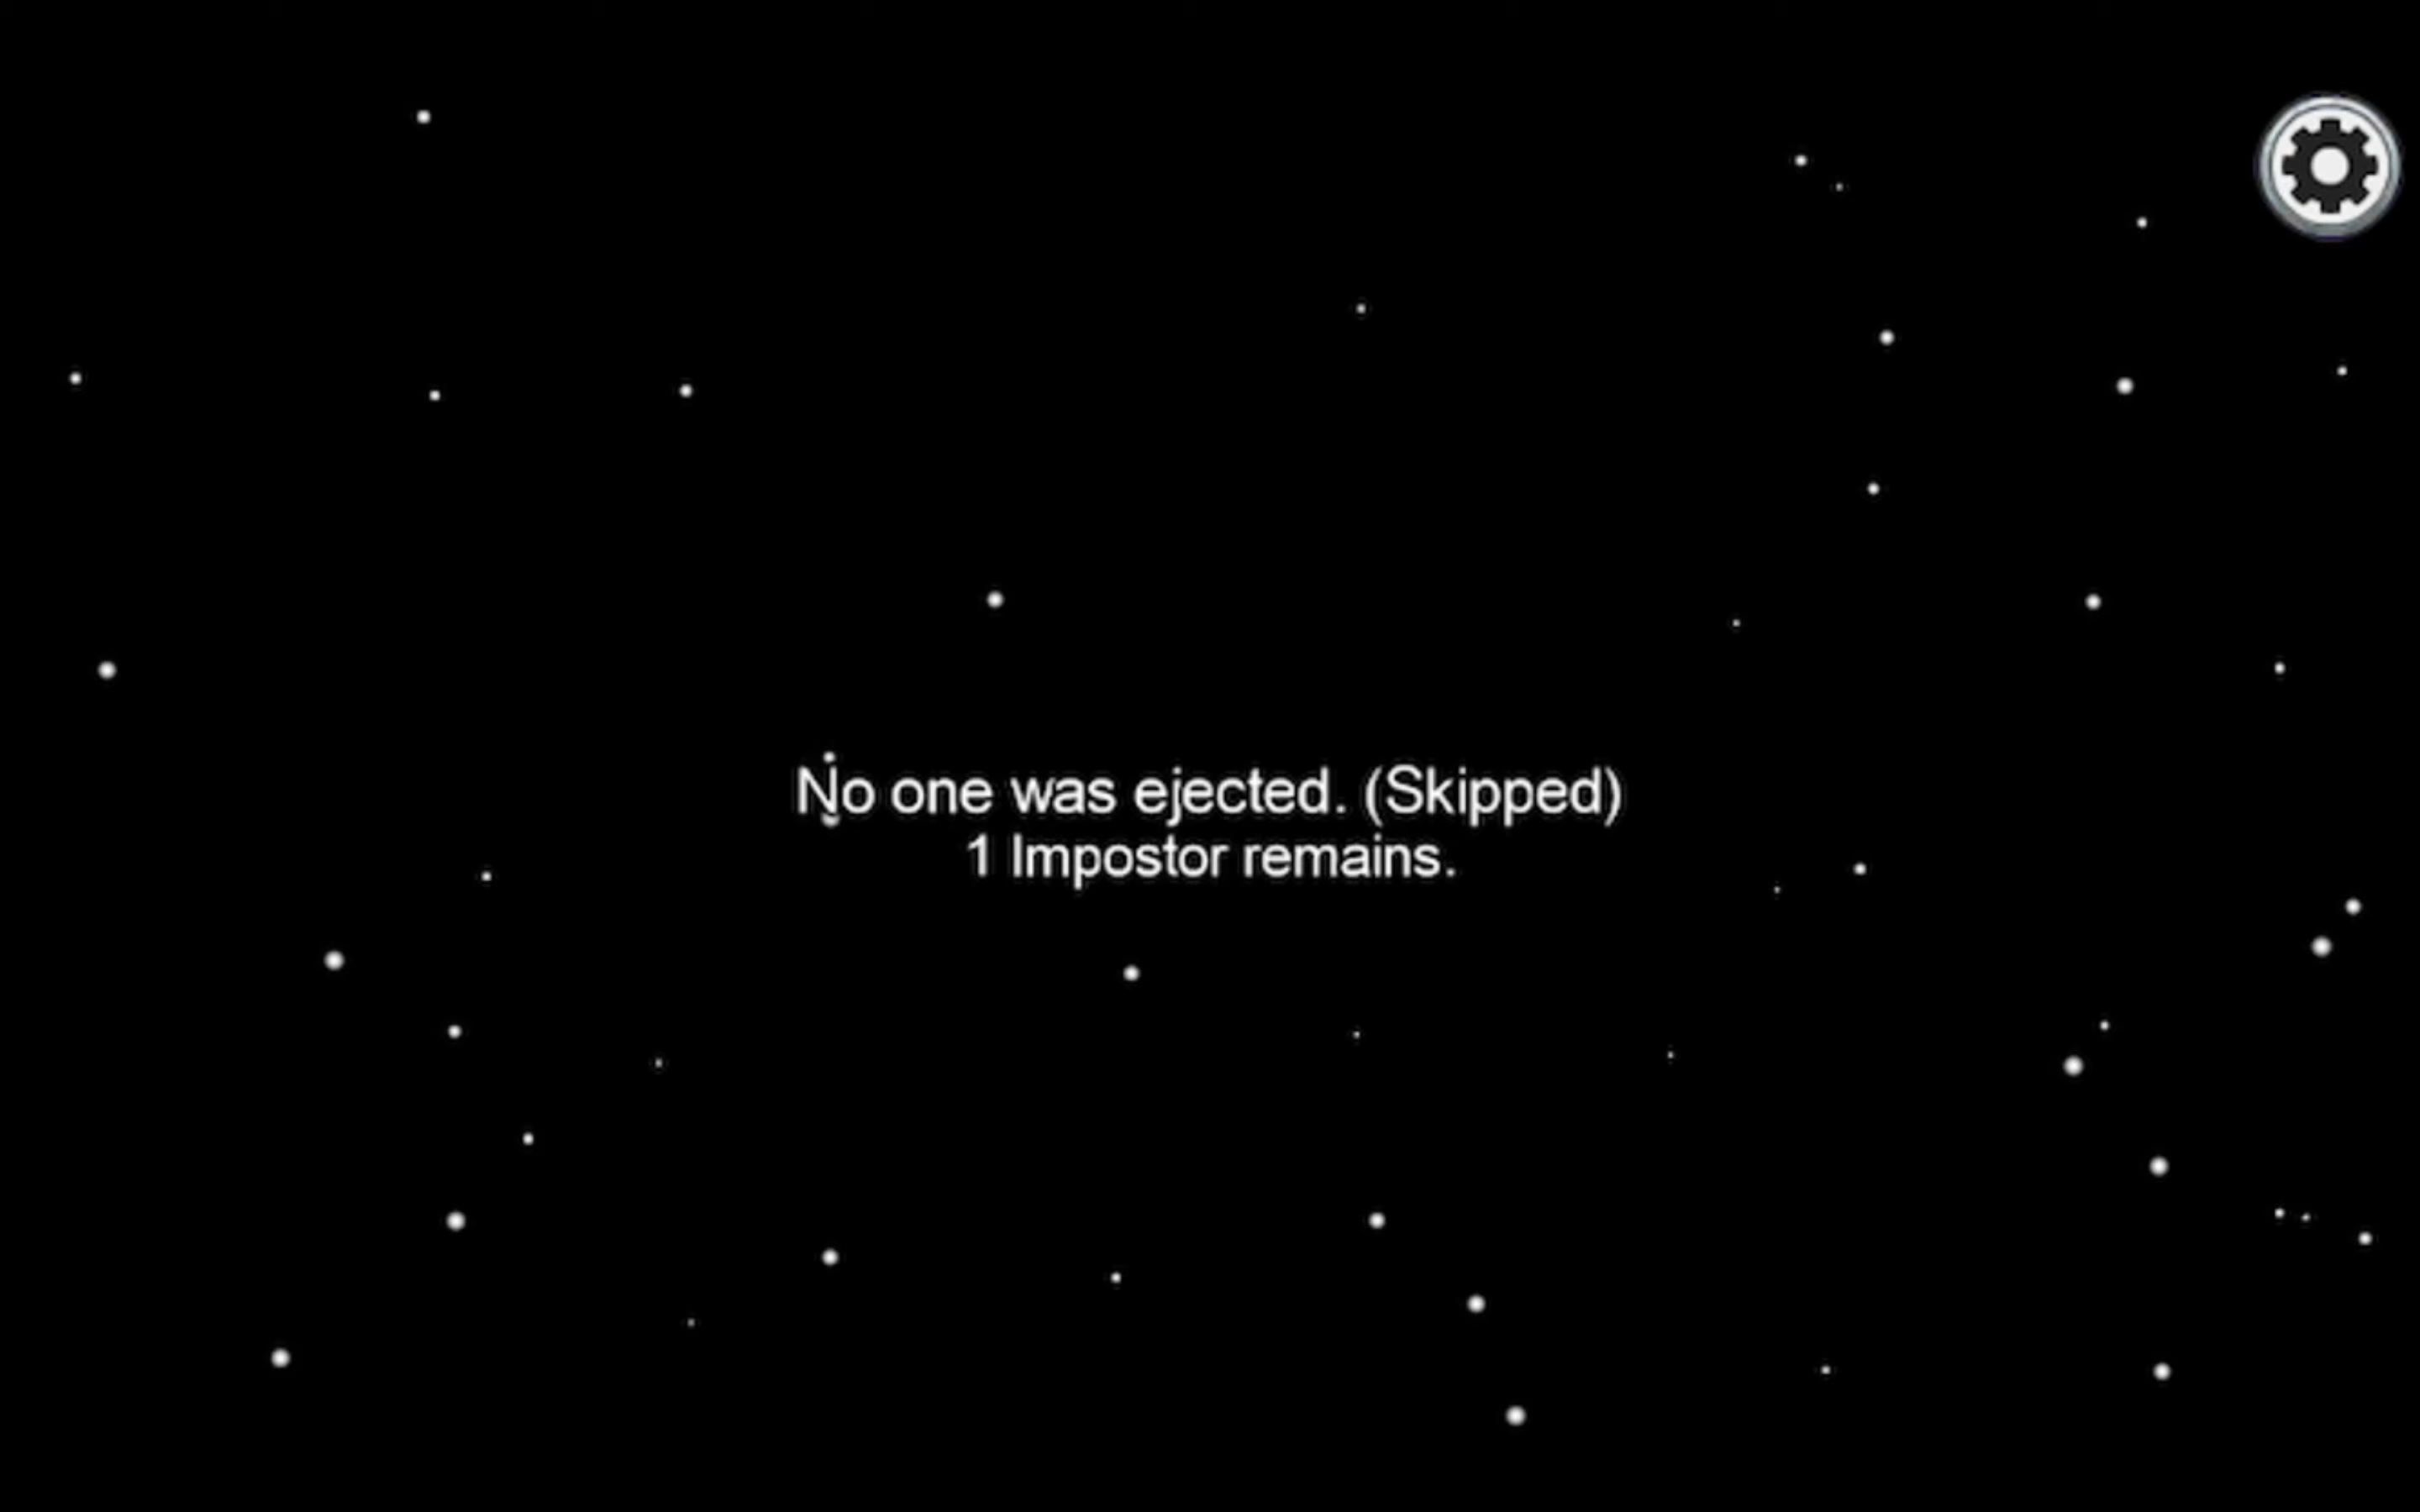 No one was ejected. (Skipped)
1 Impostor remains.